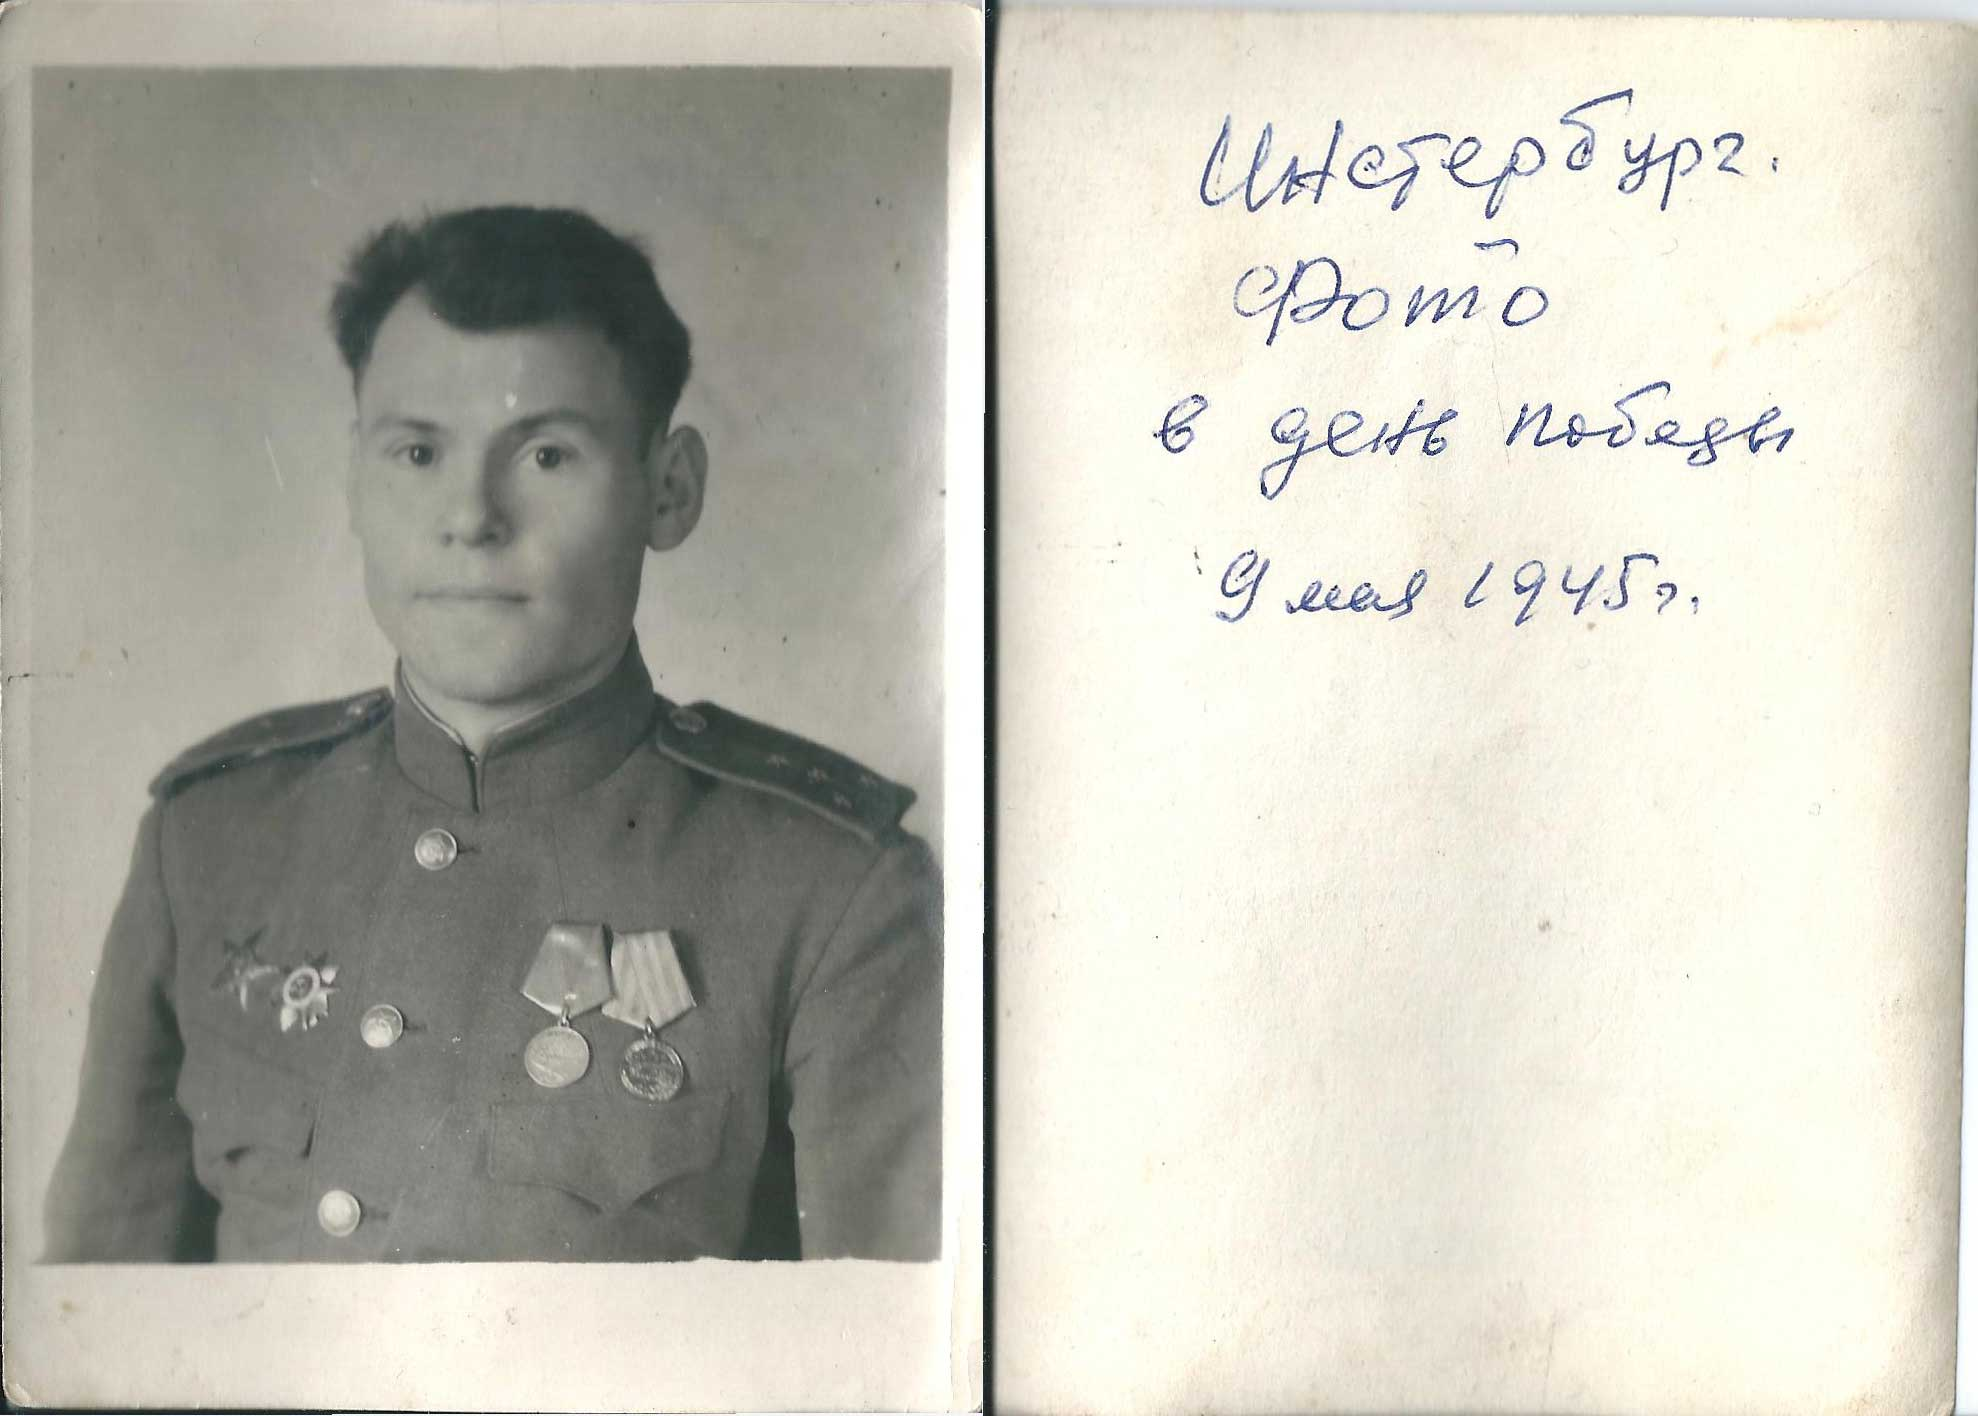 Инстербург.
Фото
в день победы
9 мая 1945 г.